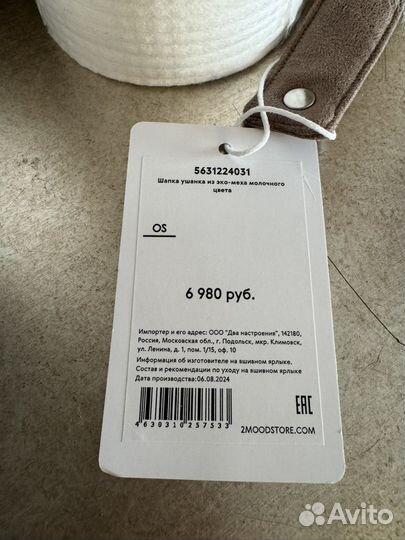 5631224031
Шапка ушанка из эко-меха молочного
цвета
OS
6 980 руб.
Импортер и его адрес: ООО "Два настроения", 142180,
Россия, Московская обл., г. Подольск, мкр. Климовск,
ул. Ленина, д. 1, пом. 1/15, оф. 10
Информация об изготовителе на вшивном ярлыке.
Состав и рекомендации по уходу на вшивном ярлыке
Дата производства:06.08.2024
4630310257533
EAC
2MOODSTORE.COM
Avito